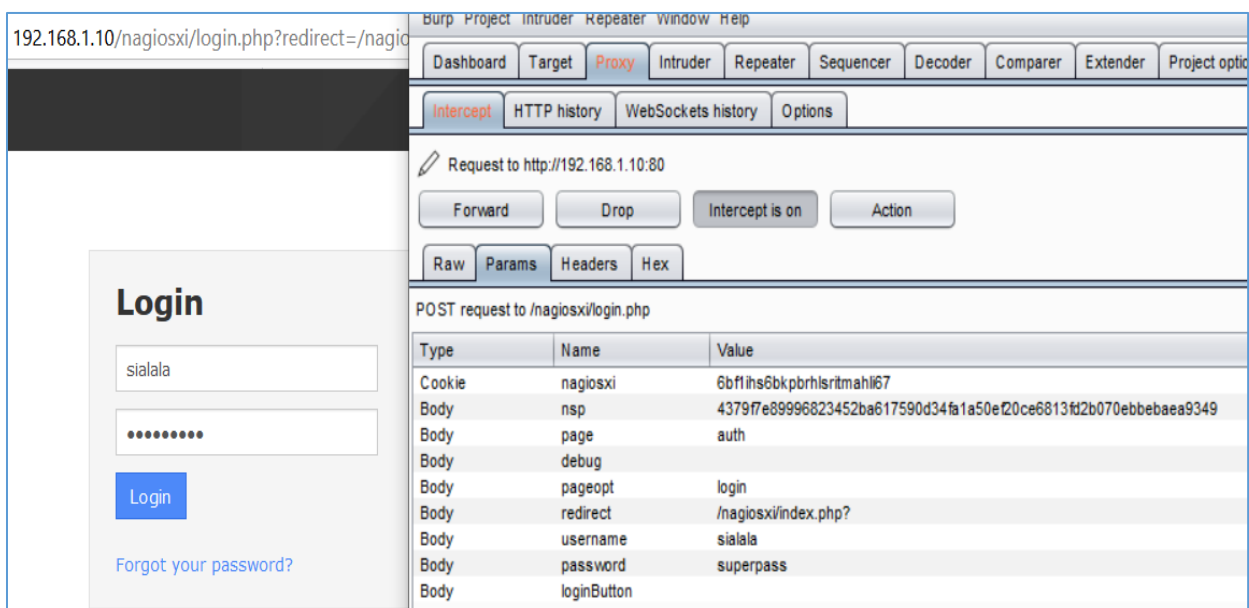 192.168.1.10/nagiosxi/login.php?redirect=/nagio
Login
sialala
•••••••••
Login
Forgot your password?
Burp Project Intruder Repeater Window Help
Dashboard Target Proxy Intruder Repeater Sequencer Decoder Comparer Extender Project optio
Intercept HTTP history WebSockets history Options
Request to http://192.168.1.10:80
Forward Drop Intercept is on Action
Raw Params Headers Hex
POST request to /nagiosxi/login.php
Type Name Value
Cookie nagiosxi 6bf1ihs6bkpbrhlsritmahli67
Body nsp 4379f7e89996823452ba617590d34fa1a50ef20ce6813fd2b070ebbebaea9349
Body page auth
Body debug
Body pageopt login
Body redirect /nagiosxi/index.php?
Body username sialala
Body password superpass
Body loginButton